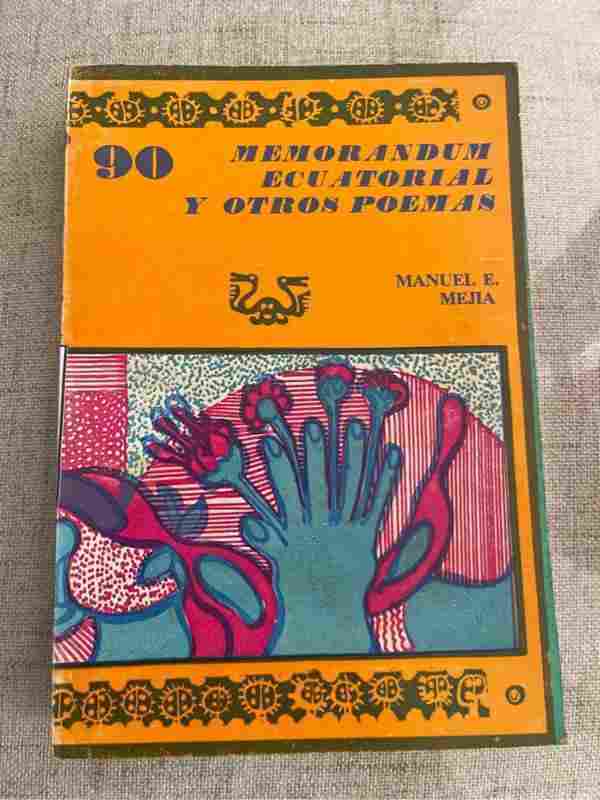 90
MEMORANDUM
ECUATORIAL
Y OTROS POEMAS
MANUEL E.
MEJIA